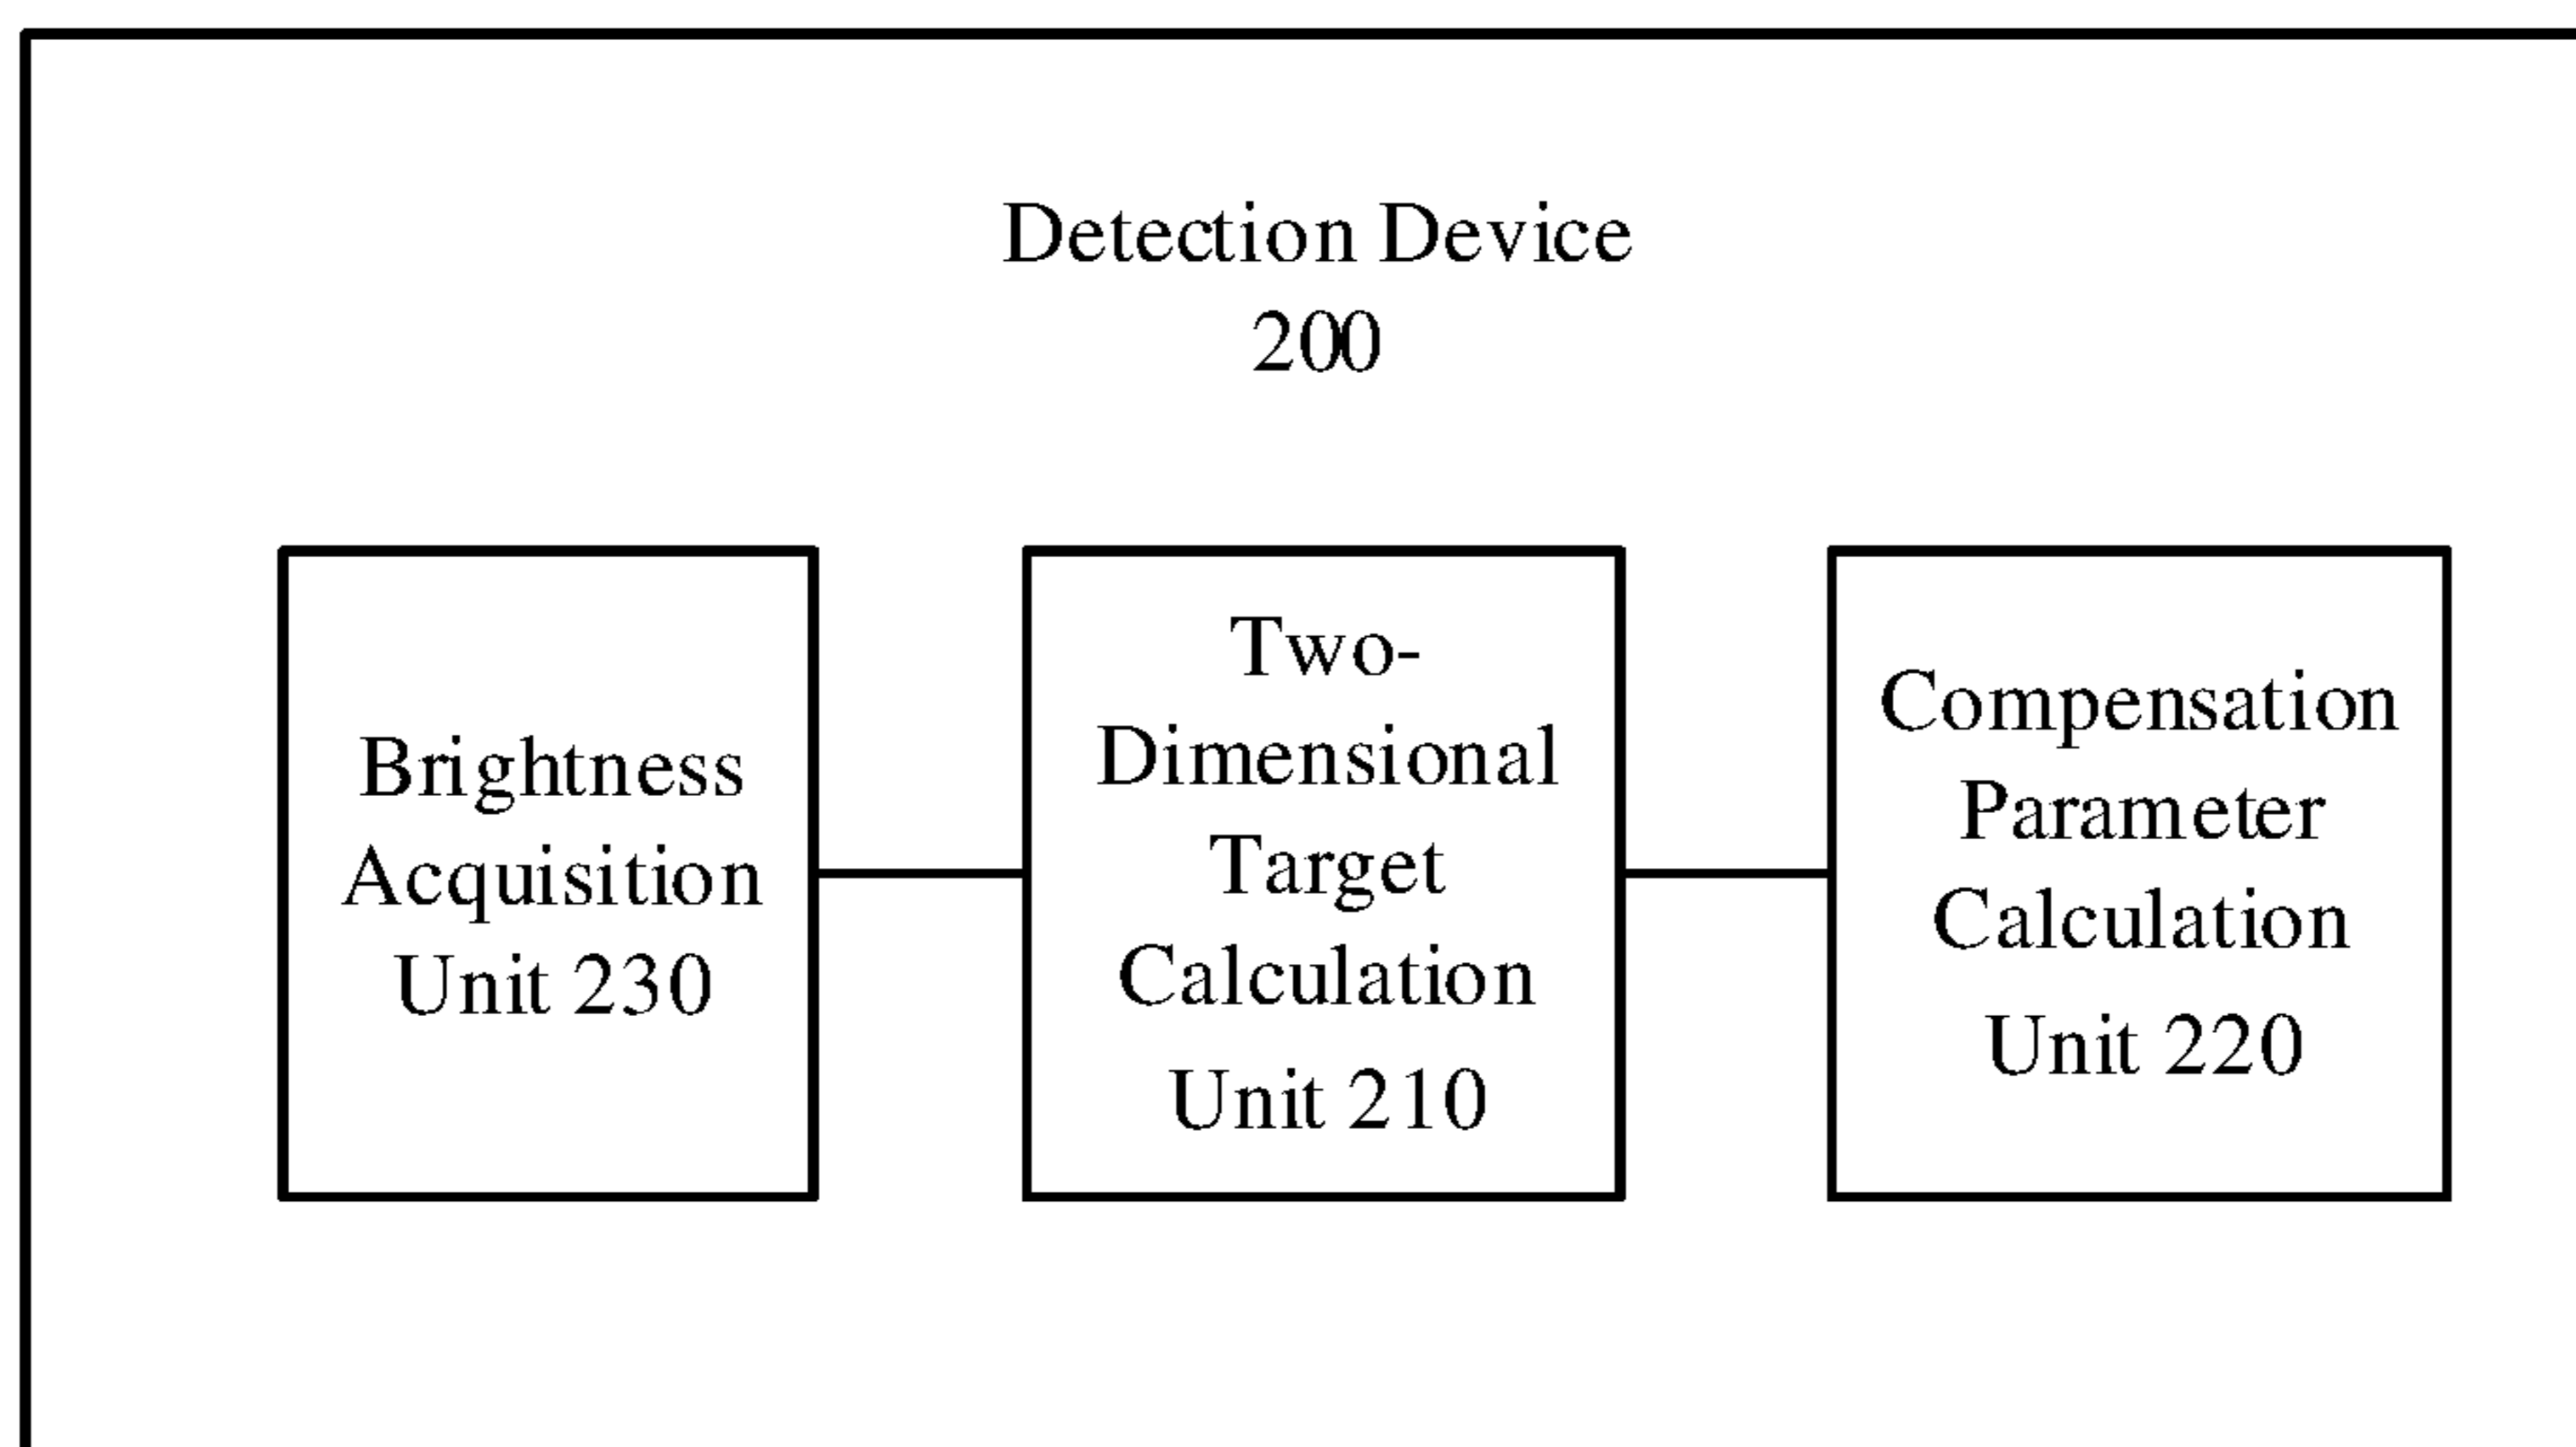 Detection Device
200
Brightness
Acquisition
Unit 230
Two-
Dimensional
Target
Calculation
Unit 210
Compensation
Parameter
Calculation
Unit 220